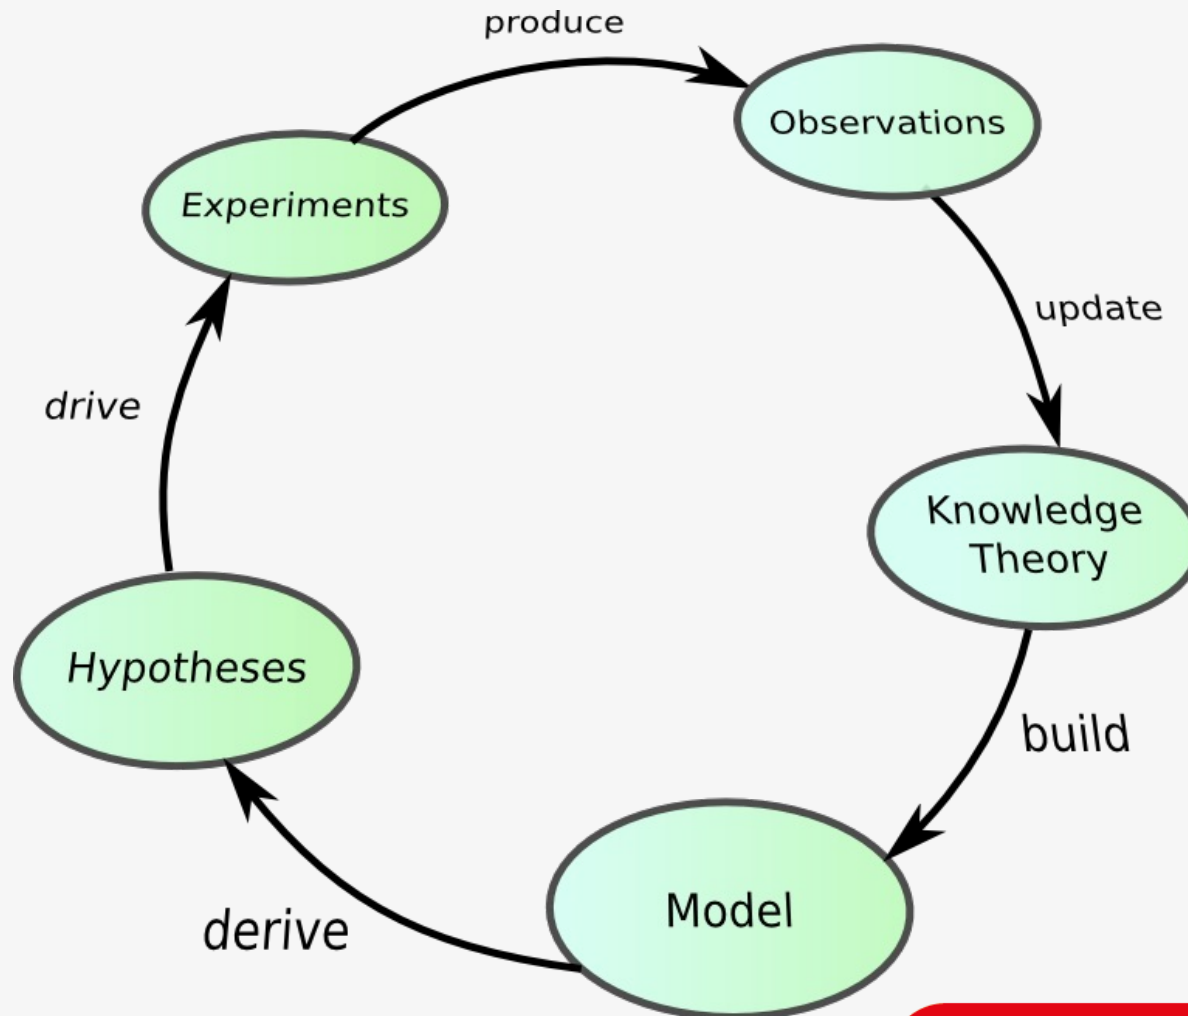 produce
Observations
Experiments
update
drive
Knowledge
Theory
Hypotheses
build
Model
derive